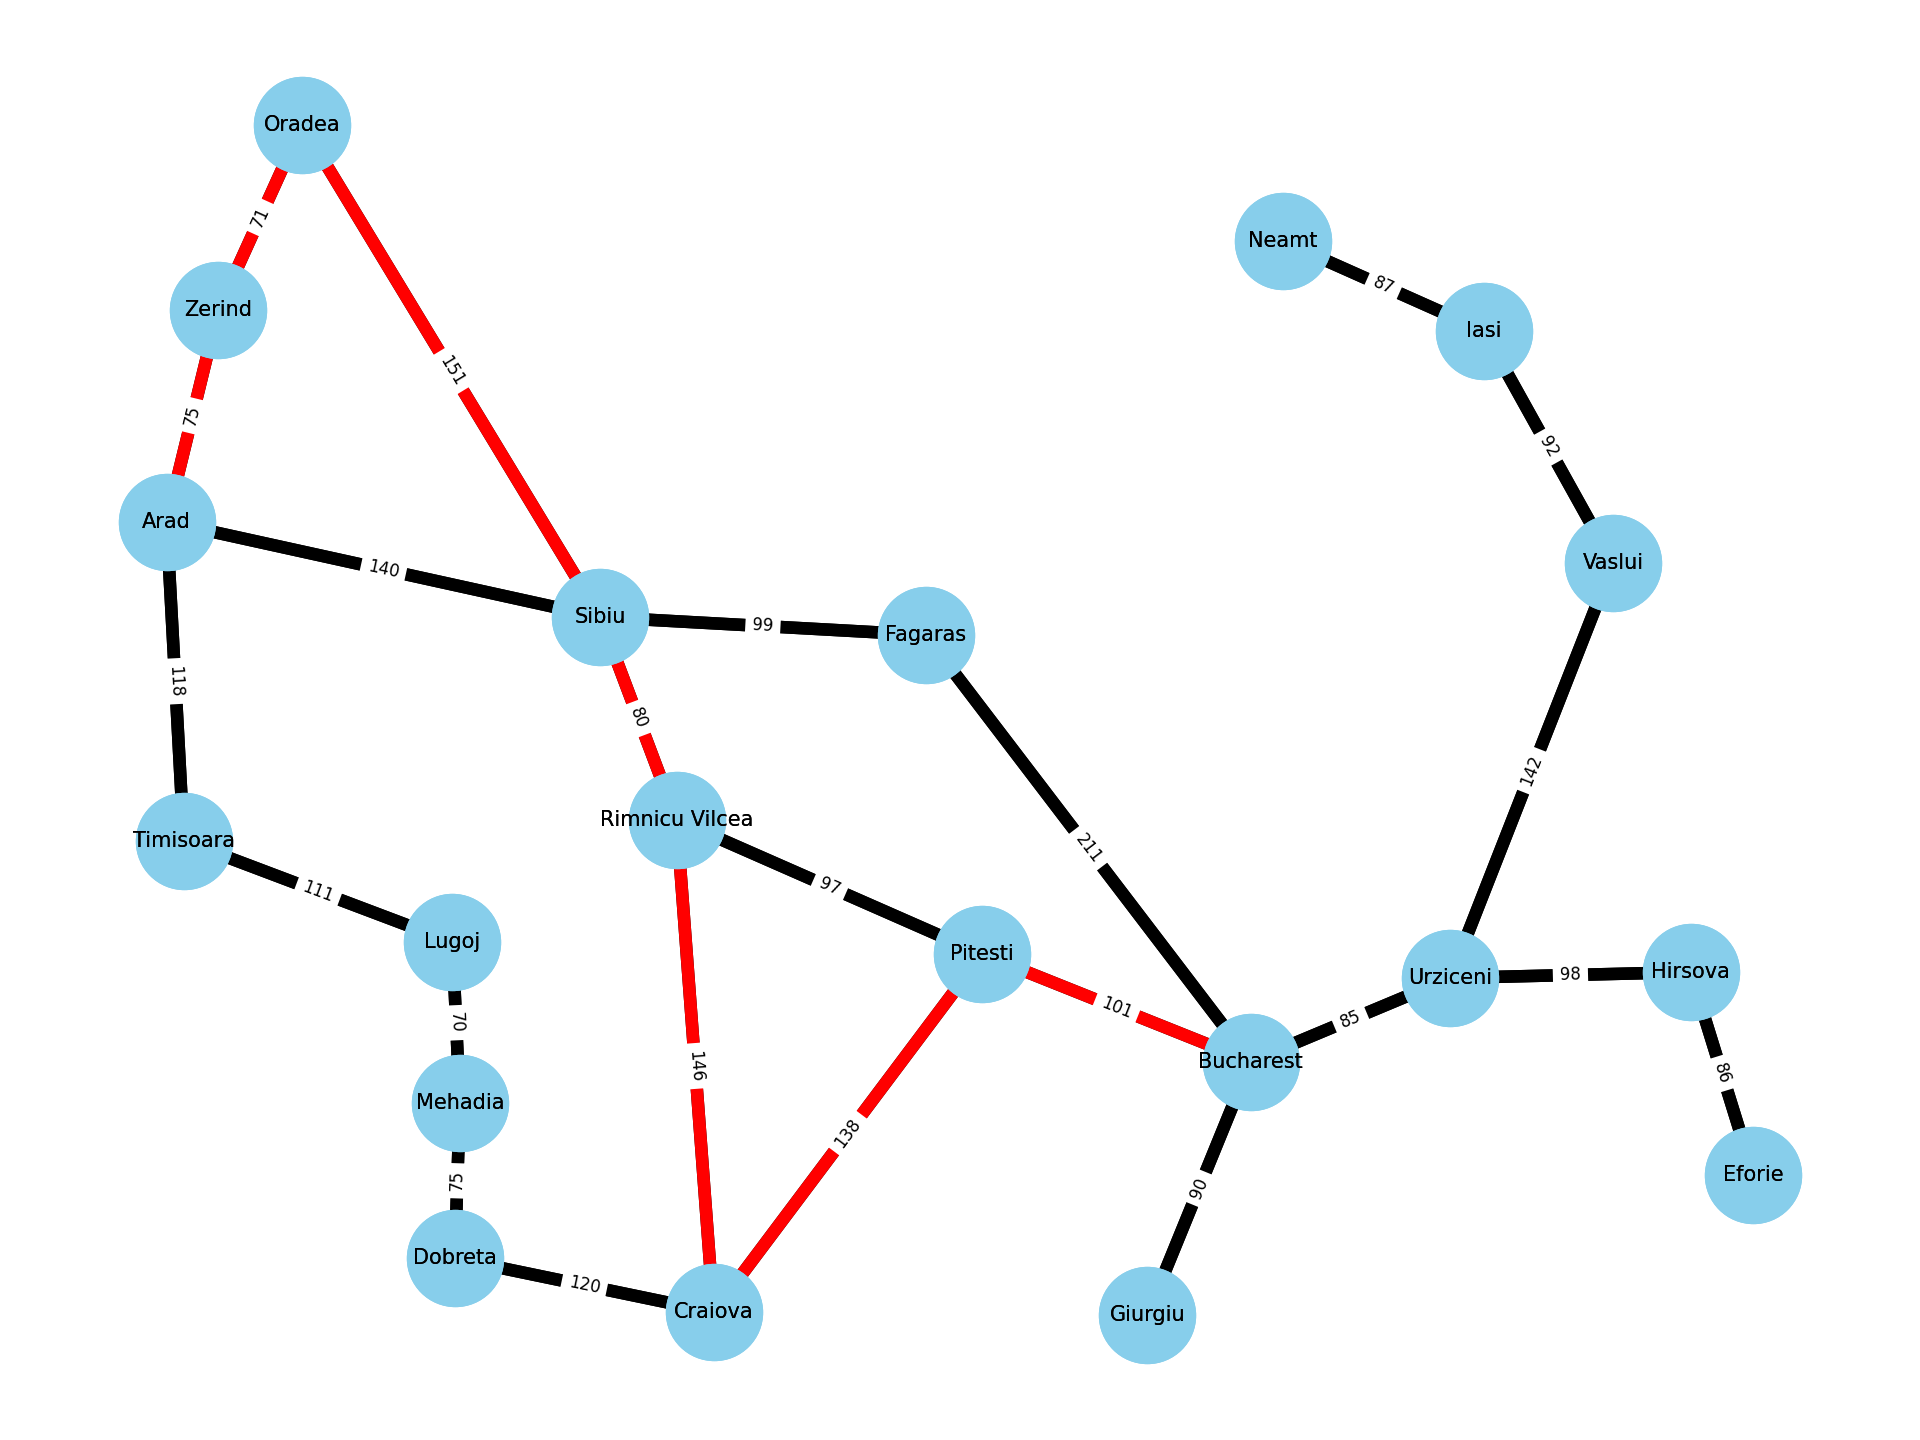 Oradea
71
Neamt
Zerind
87
Iasi
151
75
92
Arad
140
Vaslui
Sibiu
99
Fagaras
118
80
142
Rimnicu Vilcea
Timisoara
211
97
111
Lugoj
Pitesti
Urziceni
98
Hirsova
101
85
70
146
Bucharest
86
Mehadia
138
75
90
Eforie
Dobreta
120
Craiova
Giurgiu